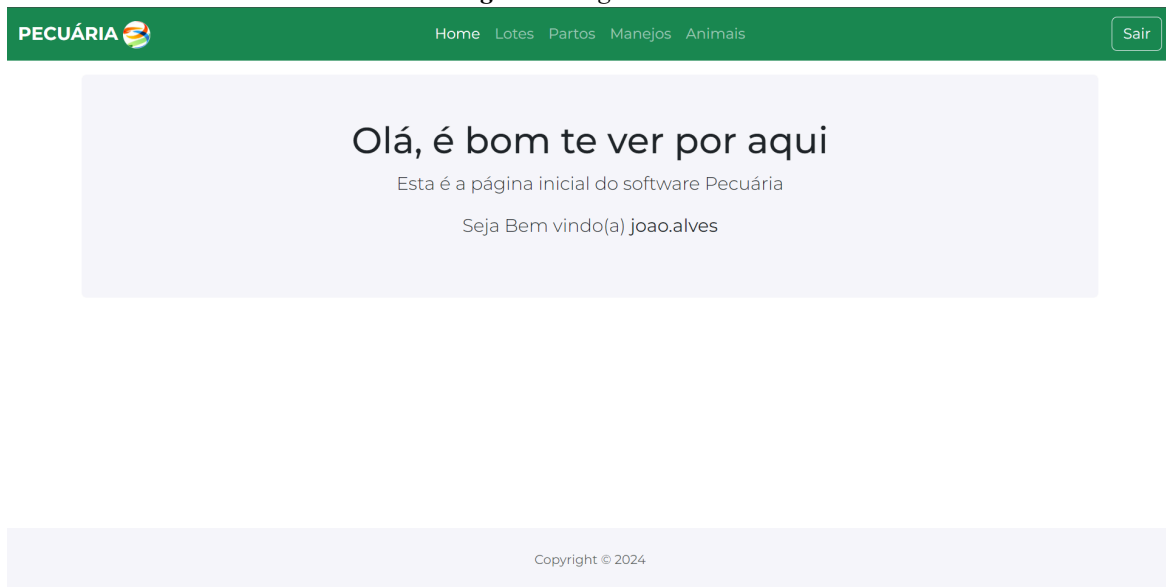 PECUÁRIA
Home Lotes Partos Manejos Animais
Sair
Olá, é bom te ver por aqui
Esta é a página inicial do software Pecuária
Seja Bem vindo(a) joao.alves
Copyright © 2024